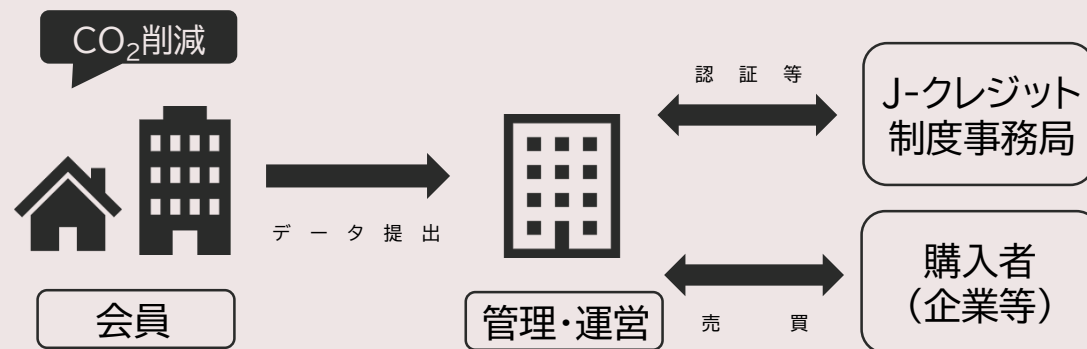 CO₂削減
会員
データ提出
管理・運営
認証等
J-クレジット
制度事務局
売買
購入者
(企業等)